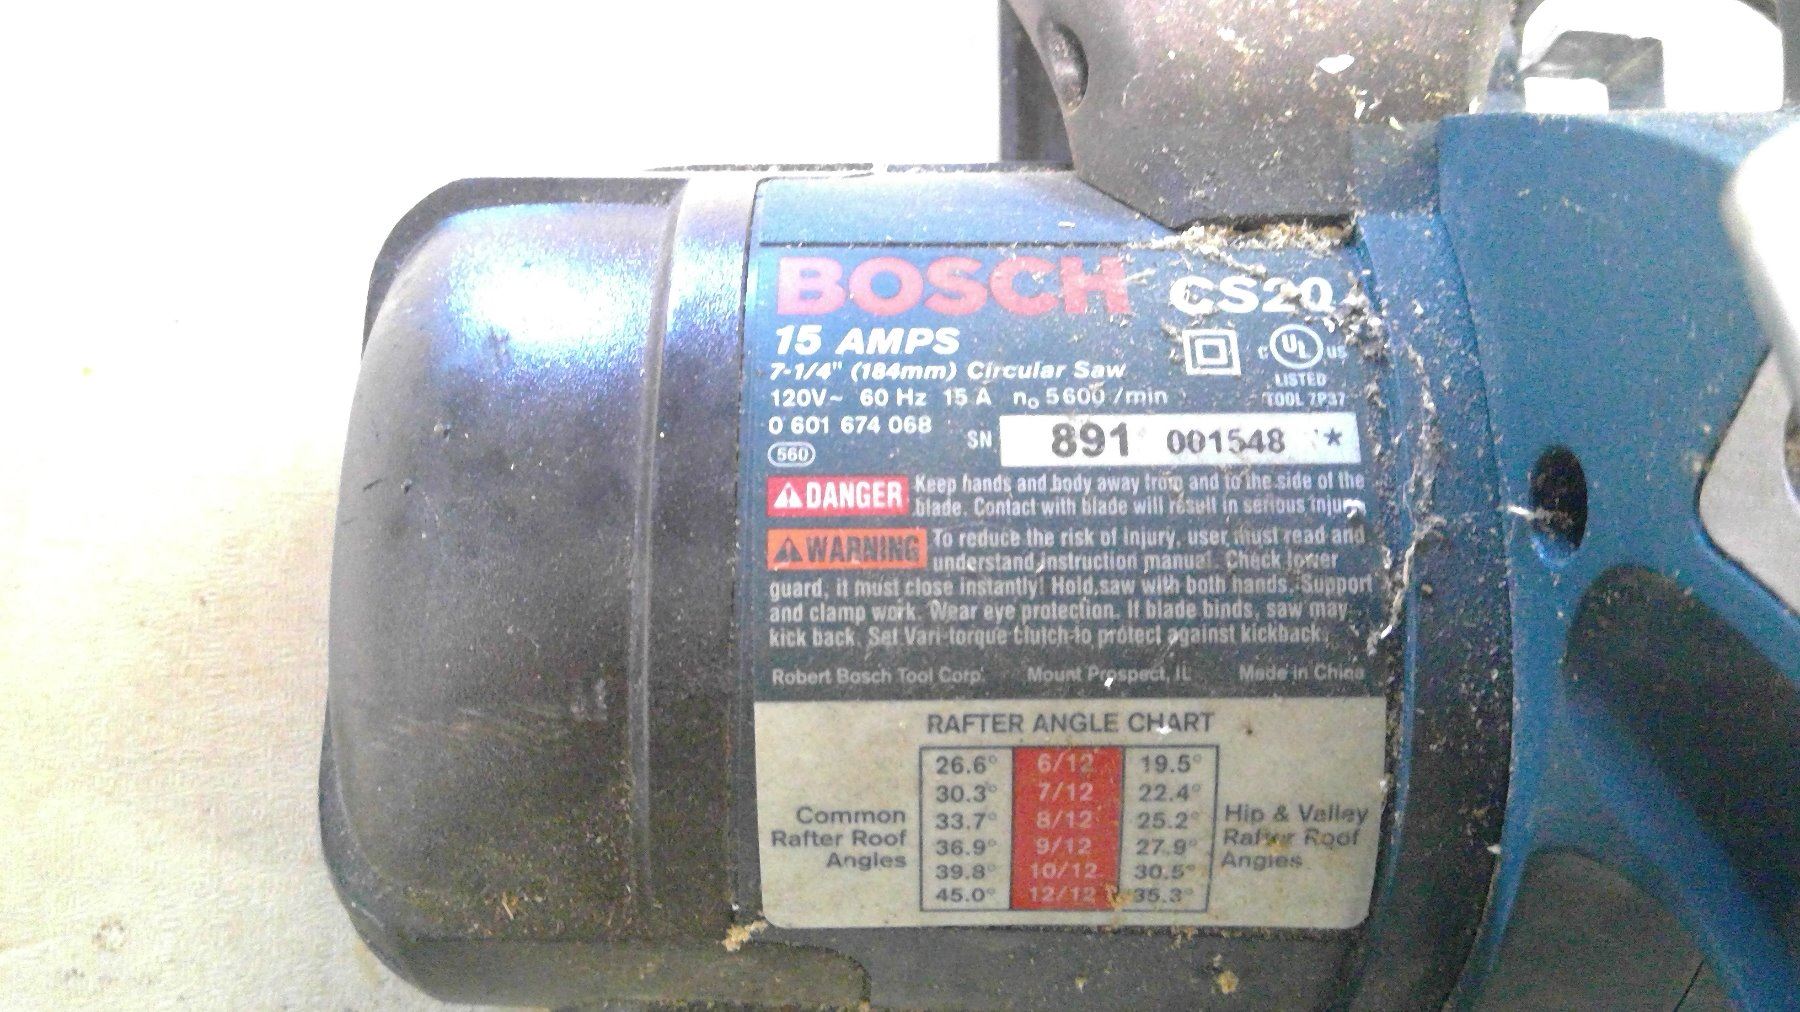 BOSCH CS20
15 AMPS
7-1/4" (184mm) Circular Saw
C UL US
LISTED
TOOL 7P37
120V~ 60 Hz 15 A n₀ 5600 /min
0 601 674 068
560
SN 891 001548 *
DANGER Keep hands and body away from and to the side of the
blade. Contact with blade will result in serious injury
WARNING To reduce the risk of injury, user must read and
understand instruction manual. Check lower
guard, it must close instantly! Hold saw with both hands. Support
and clamp work. Wear eye protection. If blade binds, saw may
kick back. Set Vari-torque Clutch to protect against kickback.
Robert Bosch Tool Corp. Mount Prospect, IL Made in China
RAFTER ANGLE CHART
Common
Rafter Roof
Angles
26.6° 6/12 19.5°
30.3° 7/12 22.4°
33.7° 8/12 25.2°
36.9° 9/12 27.9°
39.8° 10/12 30.5°
45.0° 12/12 35.3°
Hip & Valley
Rafter Roof
Angles